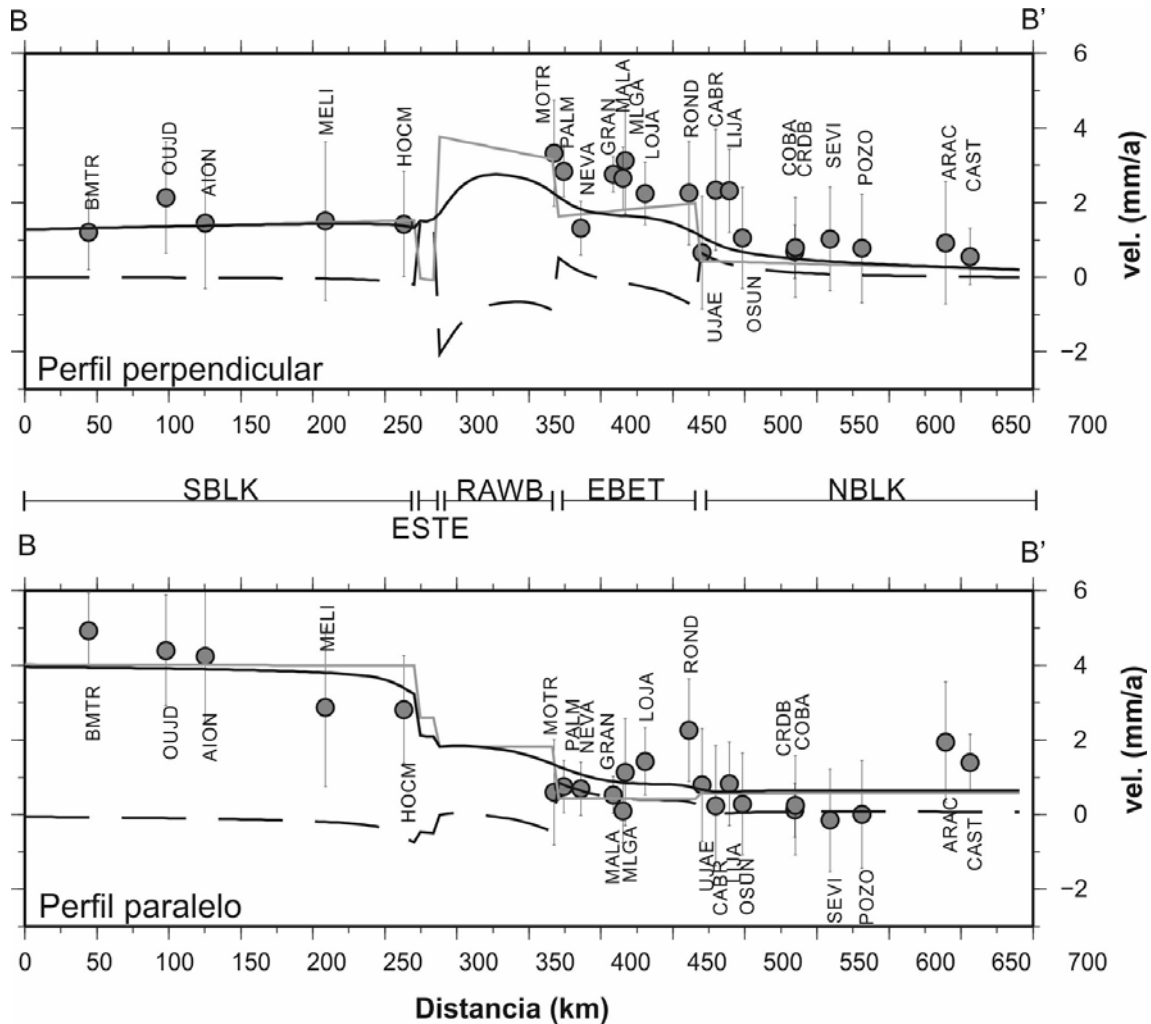 B B'
6
4
2
0
−2
vel. (mm/a)
BMTR
OUJD
AION
MELI
HOCM
MOTR
PALM
NEVA
GRAN
MALA
MLGA
LOJA
ROND
UJAE
CABR
LIJA
OSUN
COBA
CRDB
SEVI
POZO
ARAC
CAST
Perfil perpendicular
0 50 100 150 200 250 300 350 400 450 500 550 600 700
SBLK ESTE RAWB EBET NBLK
B B'
6
4
2
0
−2
vel. (mm/a)
BMTR
OUJD
AION
MELI
HOCM
MOTR
PALM
NEVA
GRAN
MALA
MLGA
LOJA
ROND
UJAE
CABR
LIJA
OSUN
CRDB
COBA
SEVI
POZO
ARAC
CAST
Perfil paralelo
0 50 100 150 200 250 300 350 400 450 500 550 600 700
Distancia (km)